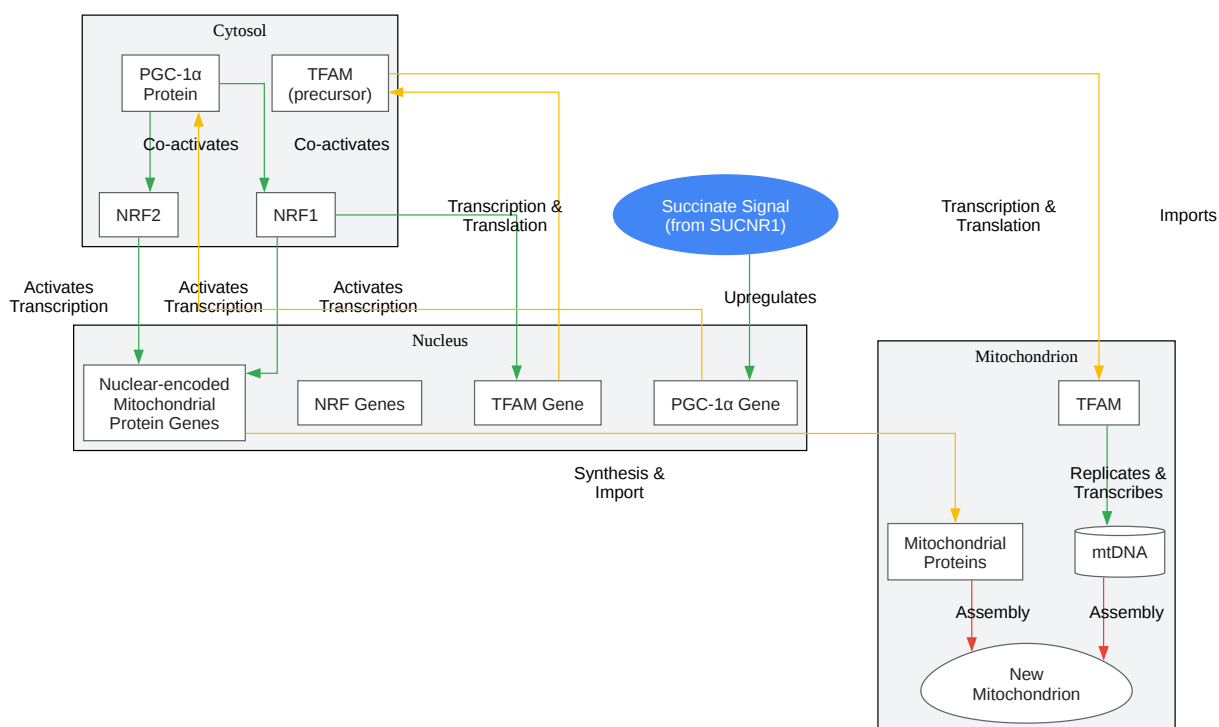 Cytosol
PGC-1α
Protein
TFAM
(precursor)
Co-activates
Co-activates
NRF2
NRF1
Transcription &
Translation
Succinate Signal
(from SUCNR1)
Transcription &
Translation
Imports
Activates
Transcription
Activates
Transcription
Activates
Transcription
Upregulates
Nucleus
Mitochondrion
Nuclear-encoded
Mitochondrial
Protein Genes
NRF Genes
TFAM Gene
PGC-1α Gene
TFAM
Synthesis &
Import
Replicates &
Transcribes
Mitochondrial
Proteins
mtDNA
Assembly
Assembly
New
Mitochondrion